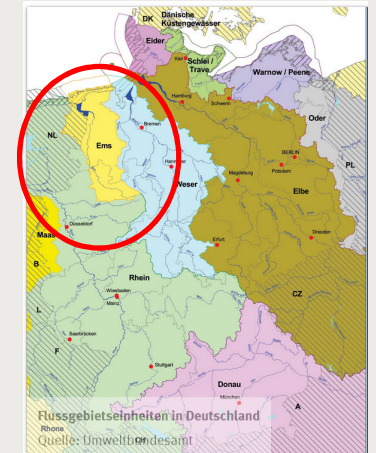 DK Dänische
Küstengewässer
Eider
Kiel
Schlei /
Trave
Warnow / Peene
Hamburg
Schwerin
Oder
NL
Ems
Bremen
BERLIN
Hannover
Potsdam
PL
Weser
Magdeburg
Elbe
Düsseldorf
Maas
Dresden
Erfurt
B
Rhein
Wiesbaden
Mainz
CZ
L
Saarbrücken
F
Stuttgart
Donau
München
Flussgebietseinheiten in Deutschland
A
Rhone
Quelle: Umweltbundesamt
CH